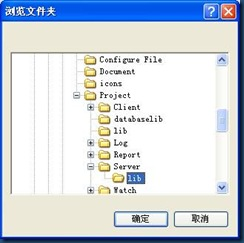 浏览文件夹
Configure File
Document
icons
Project
Client
databaselib
lib
Log
Report
Server
lib
Watch
确定
取消